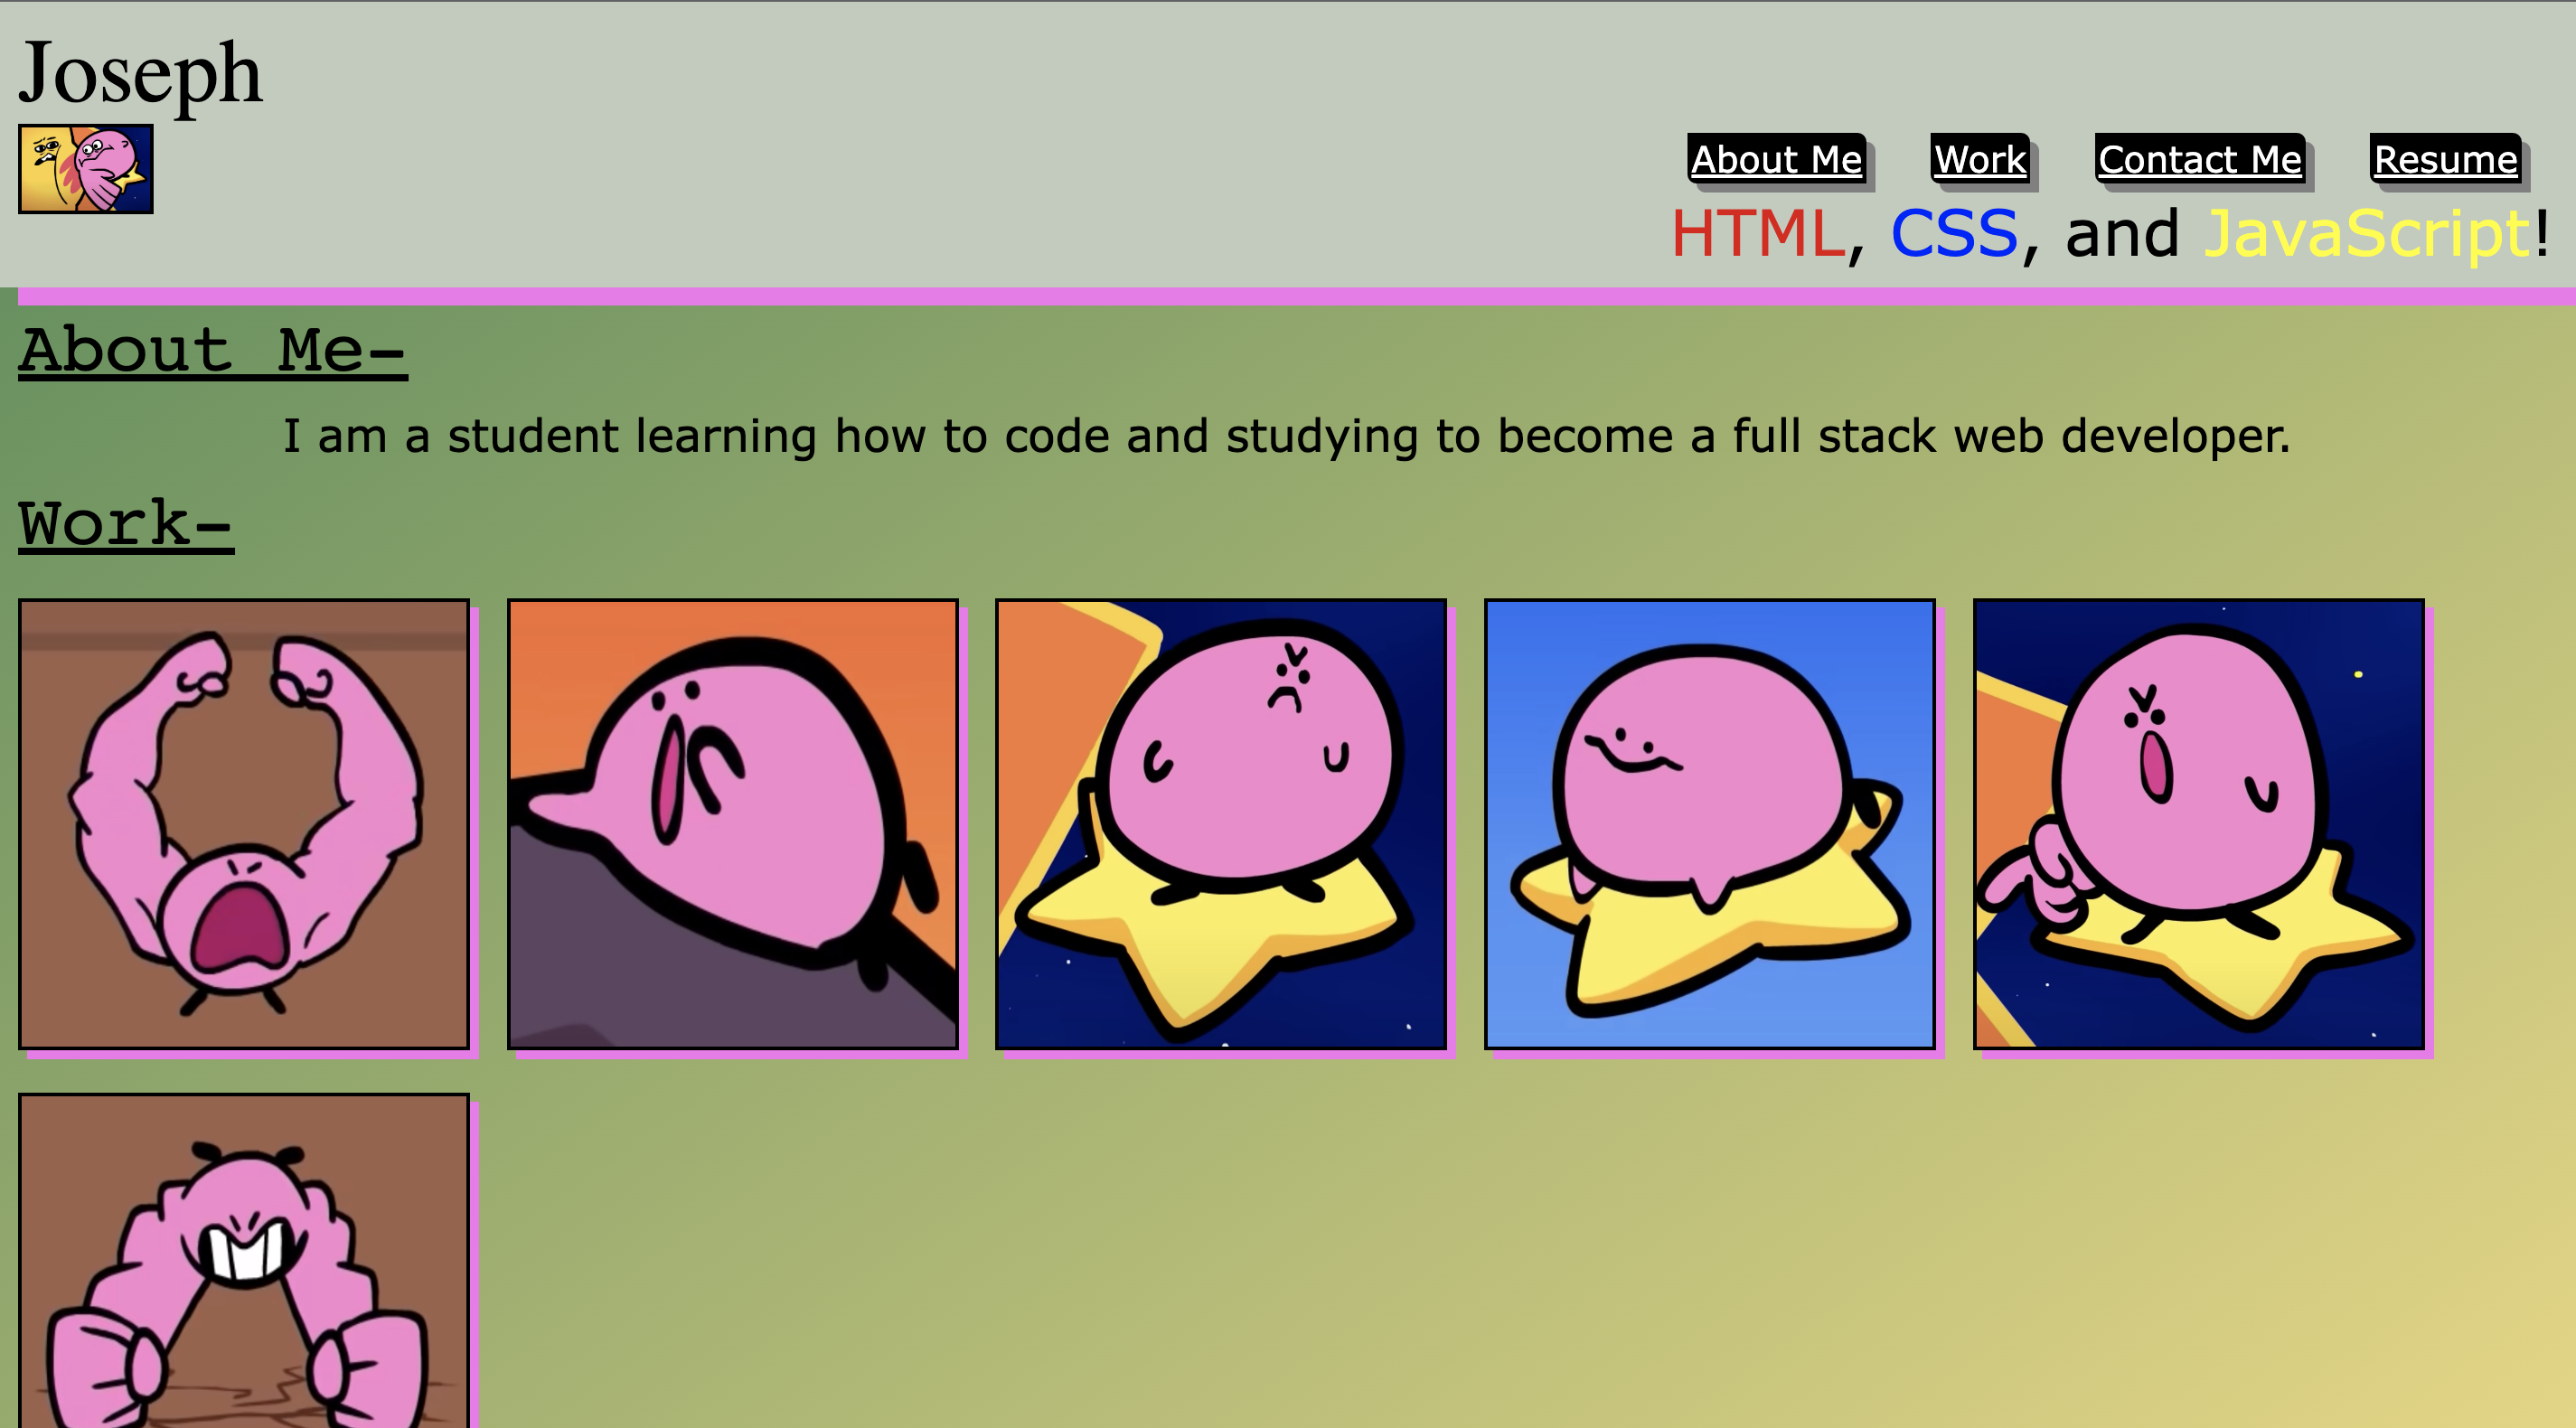 Joseph
About Me Work Contact Me Resume
HTML, CSS, and JavaScript!
About Me-
I am a student learning how to code and studying to become a full stack web developer.
Work-